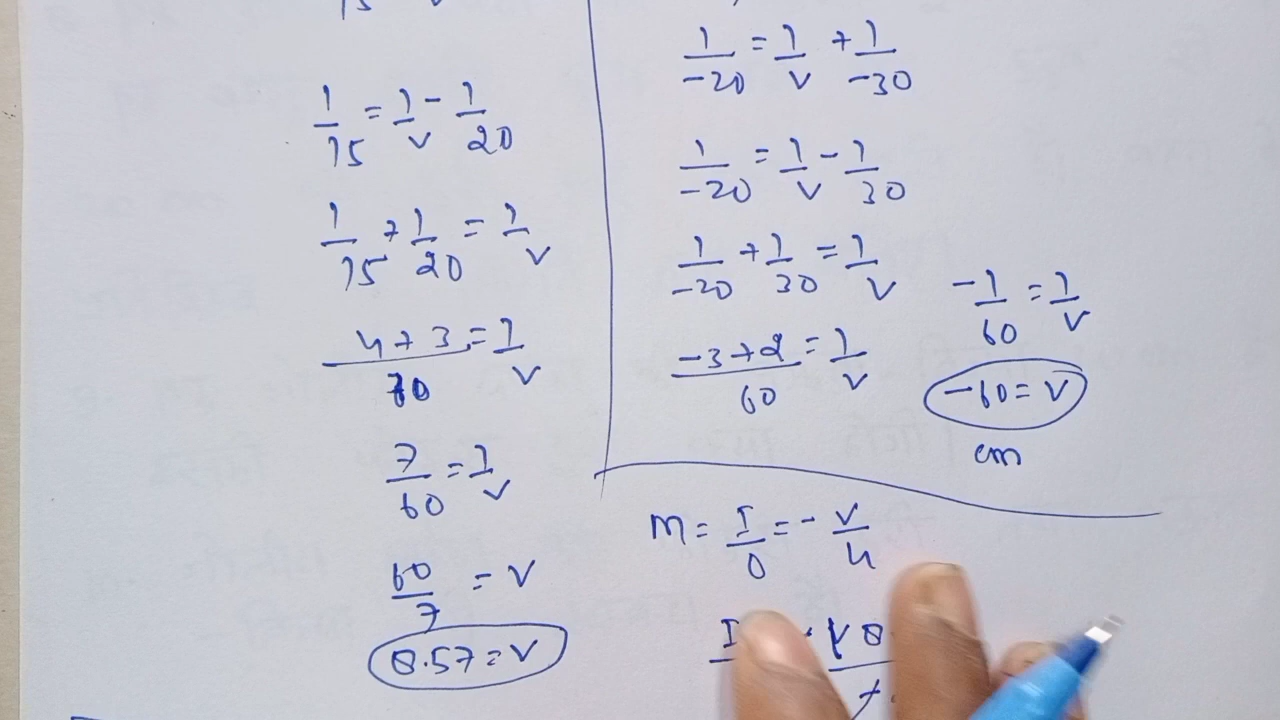 1/15 = 1/v - 1/20
1/15 + 1/20 = 1/v
4+3/60 = 1/v
7/60 = 1/v
60/7 = v
8.57 = v
1/-20 = 1/v + 1/-30
1/-20 = 1/v - 1/30
1/-20 + 1/30 = 1/v
-3+2/60 = 1/v
-1/60 = 1/v
-60 = v
cm
m = I/O = - v/u